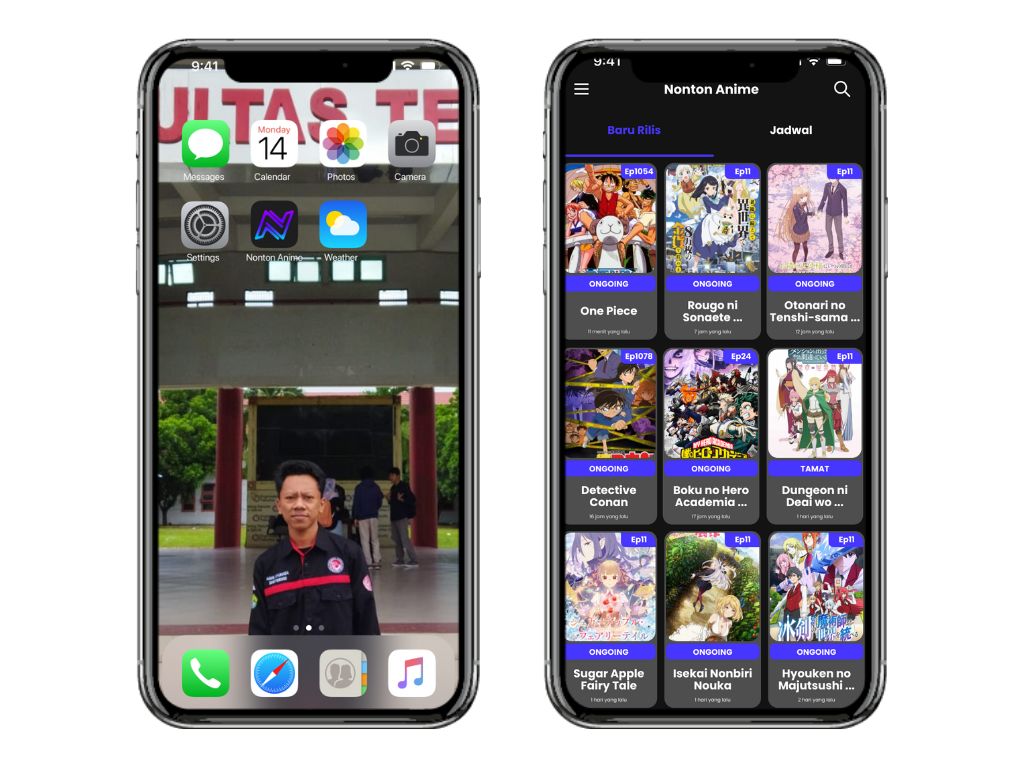 9:41
ULTAS TE
Monday
14
Messages
Calendar
Photos
Camera
Settings
Nonton Anime
Weather
9:41
Nonton Anime
Baru Rilis
Jadwal
Ep1054
Ep11
Ep11
ONGOING
ONGOING
ONGOING
One Piece
Rougo ni
Sonaete ...
Otonari no
Tenshi-sama ...
11 menit yang lalu
7 jam yang lalu
12 jam yang lalu
Ep1078
Ep24
Ep11
MY HERO ACADEMIA
ONGOING
ONGOING
TAMAT
Detective
Conan
Boku no Hero
Academia ...
Dungeon ni
Deai wo ...
16 jam yang lalu
17 jam yang lalu
1 hari yang lalu
Ep11
Ep11
Ep11
ONGOING
ONGOING
ONGOING
Sugar Apple
Fairy Tale
Isekai Nonbiri
Nouka
Hyouken no
Majutsushi ...
1 hari yang lalu
1 hari yang lalu
2 hari yang lalu